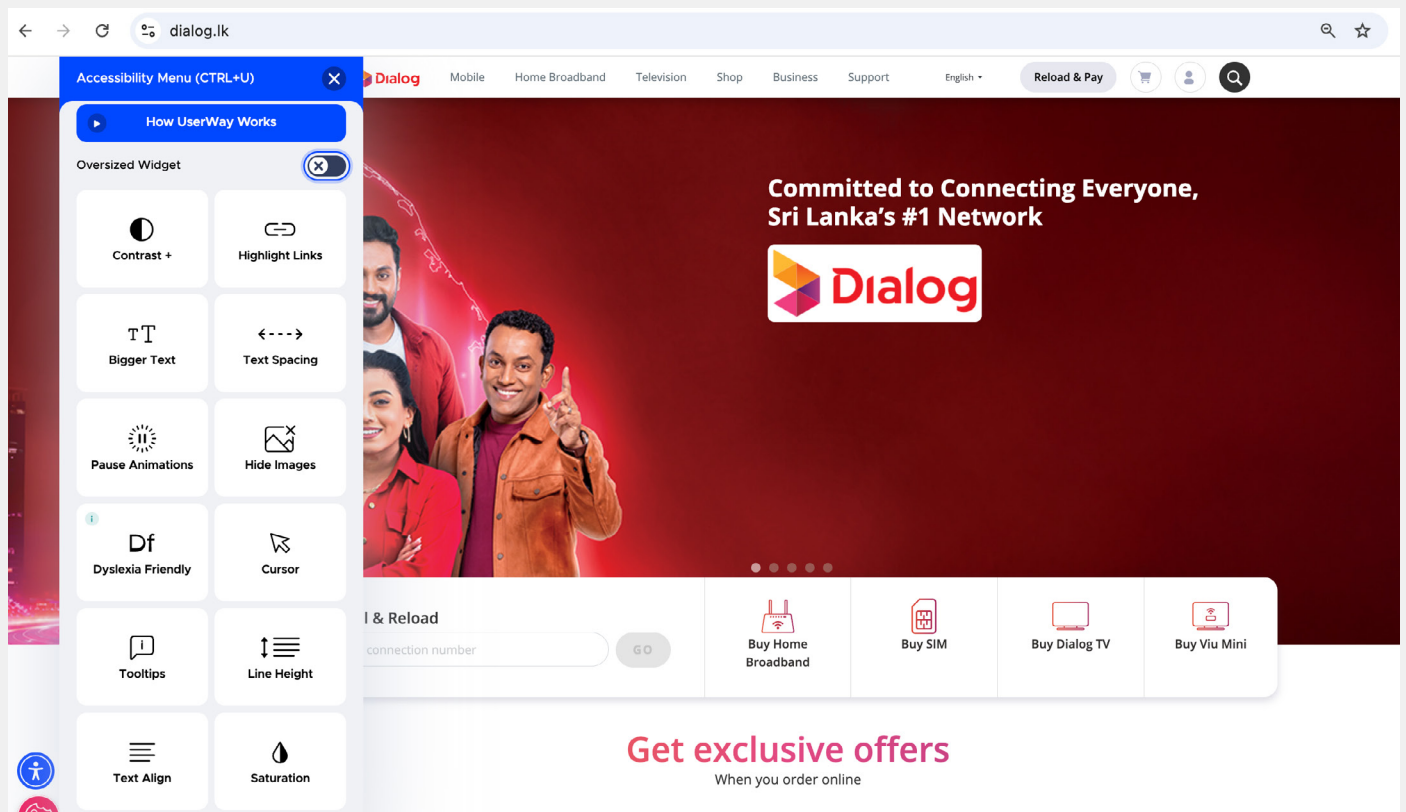 dialog.lk
Accessibility Menu (CTRL+U)
How UserWay Works
Oversized Widget
Contrast +
Highlight Links
TT
Bigger Text
Text Spacing
Pause Animations
Hide Images
i
Df
Dyslexia Friendly
Cursor
Tooltips
Line Height
Text Align
Saturation
Dialog
Mobile
Home Broadband
Television
Shop
Business
Support
English
Reload & Pay
Committed to Connecting Everyone,
Sri Lanka's #1 Network
Dialog
l & Reload
connection number
GO
Buy Home
Broadband
Buy SIM
Buy Dialog TV
Buy Viu Mini
Get exclusive offers
When you order online